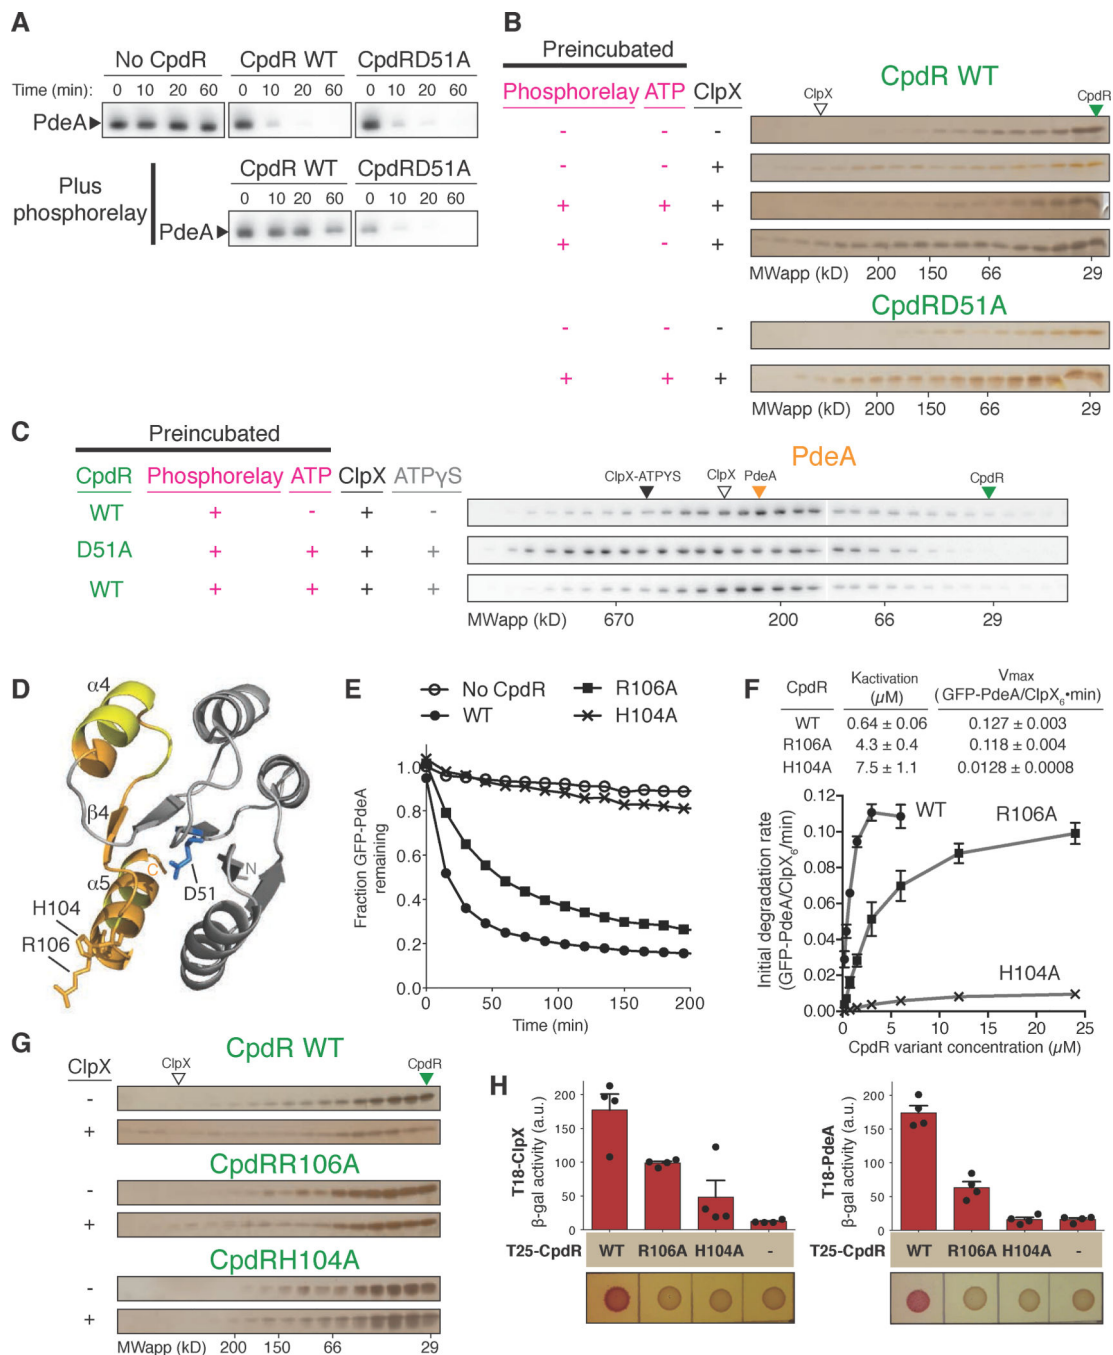 A
No CpdR CpdR WT CpdRD51A
Time (min): 0 10 20 60 0 10 20 60 0 10 20 60
PdeA
CpdR WT CpdRD51A
Plus phosphorelay
0 10 20 60 0 10 20 60
PdeA
B
Preincubated
Phosphorelay ATP ClpX
CpdR WT
ClpX CpdR
- - -
- - +
+ + +
+ - +
MWapp (kD) 200 150 66 29
CpdRD51A
- - -
+ + +
MWapp (kD) 200 150 66 29
C
Preincubated
CpdR Phosphorelay ATP ClpX ATPγS
PdeA
ClpX-ATPYS ClpX PdeA CpdR
WT + - + -
D51A + + + +
WT + + + +
MWapp (kD) 670 200 66 29
D
α4
β4
α5
C
N
D51
H104
R106
E
No CpdR R106A
WT H104A
Fraction GFP-PdeA remaining
1.0
0.8
0.6
0.4
0.2
0.0
0 50 100 150 200
Time (min)
F
CpdR Kactivation (µM) Vmax (GFP-PdeA/ClpX6•min)
WT 0.64 ± 0.06 0.127 ± 0.003
R106A 4.3 ± 0.4 0.118 ± 0.004
H104A 7.5 ± 1.1 0.0128 ± 0.0008
Initial degradation rate (GFP-PdeA/ClpX6/min)
0.12
0.10
0.08
0.06
0.04
0.02
0.00
WT
R106A
H104A
0 5 10 15 20 25
CpdR variant concentration (µM)
G
CpdR WT
ClpX
ClpX CpdR
-
+
CpdRR106A
-
+
CpdRH104A
-
+
MWapp (kD) 200 150 66 29
H
T18-ClpX
β-gal activity (a.u.)
200
150
100
50
0
T25-CpdR WT R106A H104A -
T18-PdeA
β-gal activity (a.u.)
200
150
100
50
0
T25-CpdR WT R106A H104A -